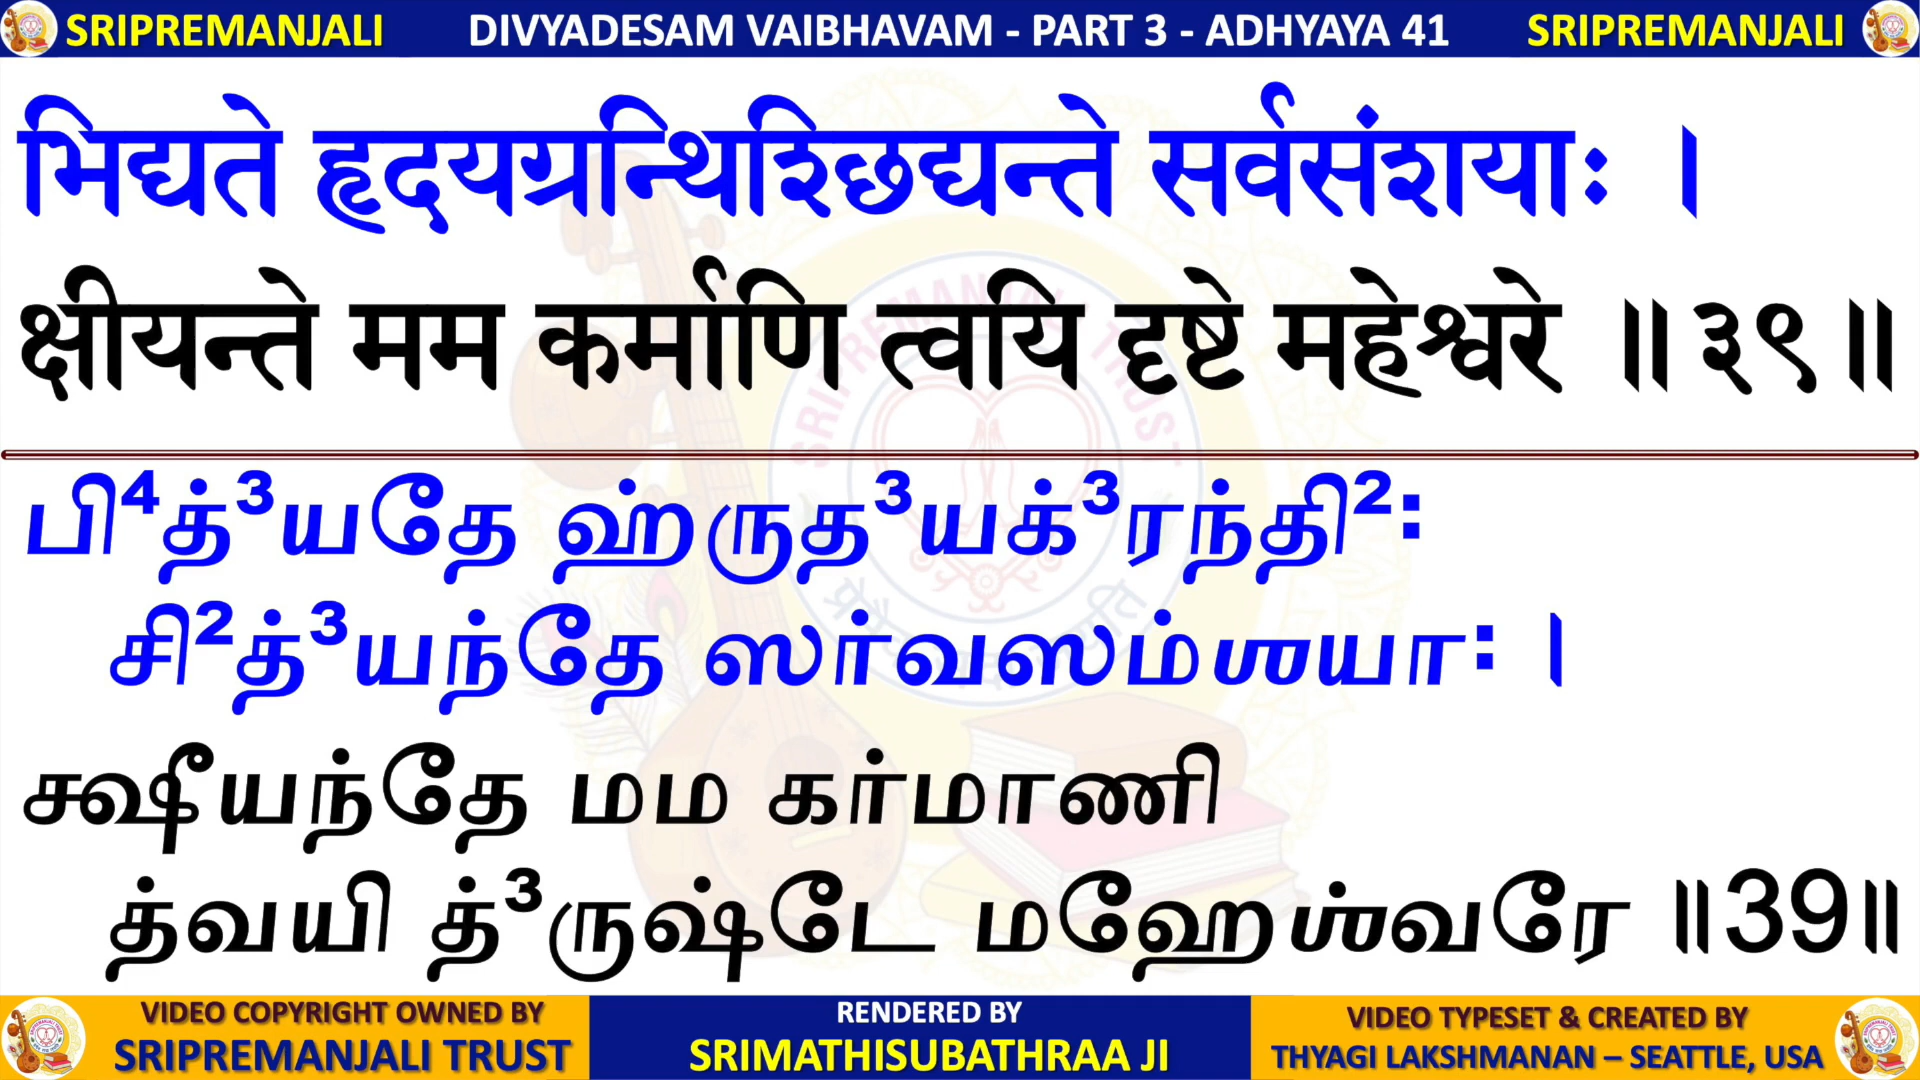 SRIPREMANJALI DIVYADESAM VAIBHAVAM - PART 3 - ADHYAYA 41 SRIPREMANJALI
भिद्यते हृदयग्रन्थिश्छिद्यन्ते सर्वसंशयाः ।
क्षीयन्ते मम कर्माणि त्वयि दृष्टे महेश्वरे ॥३९॥
பி⁴த்³யதே ஹ்ருத³யக்³ரந்தி²꞉
சி²த்³யந்தே ஸர்வஸம்ஶயா꞉ ।
க்ஷீயந்தே மம கர்மாணி
த்வயி த்³ருஷ்டே மஹேஶ்வரே ॥39॥
VIDEO COPYRIGHT OWNED BY
SRIPREMANJALI TRUST
RENDERED BY
SRIMATHISUBATHRAA JI
VIDEO TYPESET & CREATED BY
THYAGI LAKSHMANAN – SEATTLE, USA